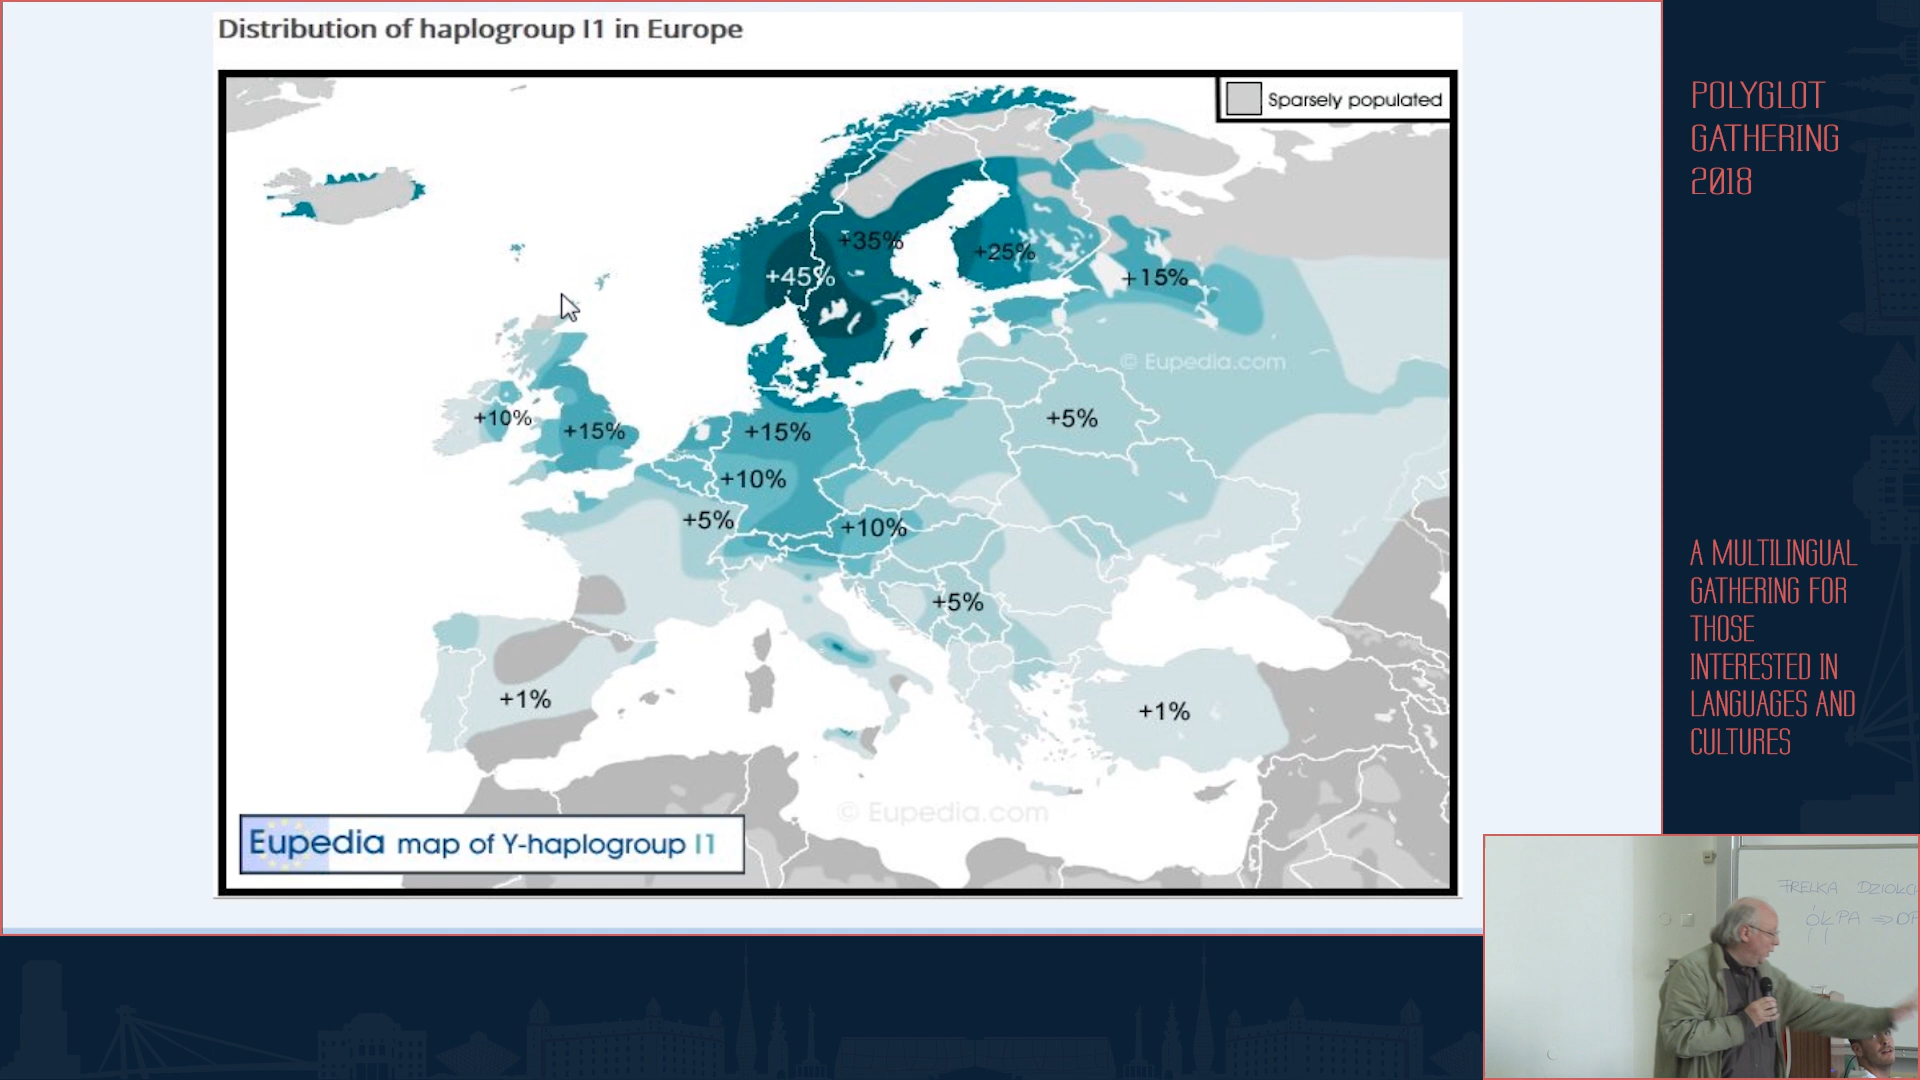 Distribution of haplogroup I1 in Europe
Sparsely populated
+35%
+45%
+25%
+15%
© Eupedia.com
+10%
+15%
+15%
+5%
+10%
+5%
+10%
+5%
+1%
+1%
© Eupedia.com
Eupedia map of Y-haplogroup I1
POLYGLOT
GATHERING
2018
A MULTILINGUAL
GATHERING FOR
THOSE
INTERESTED IN
LANGUAGES AND
CULTURES
FRELKA